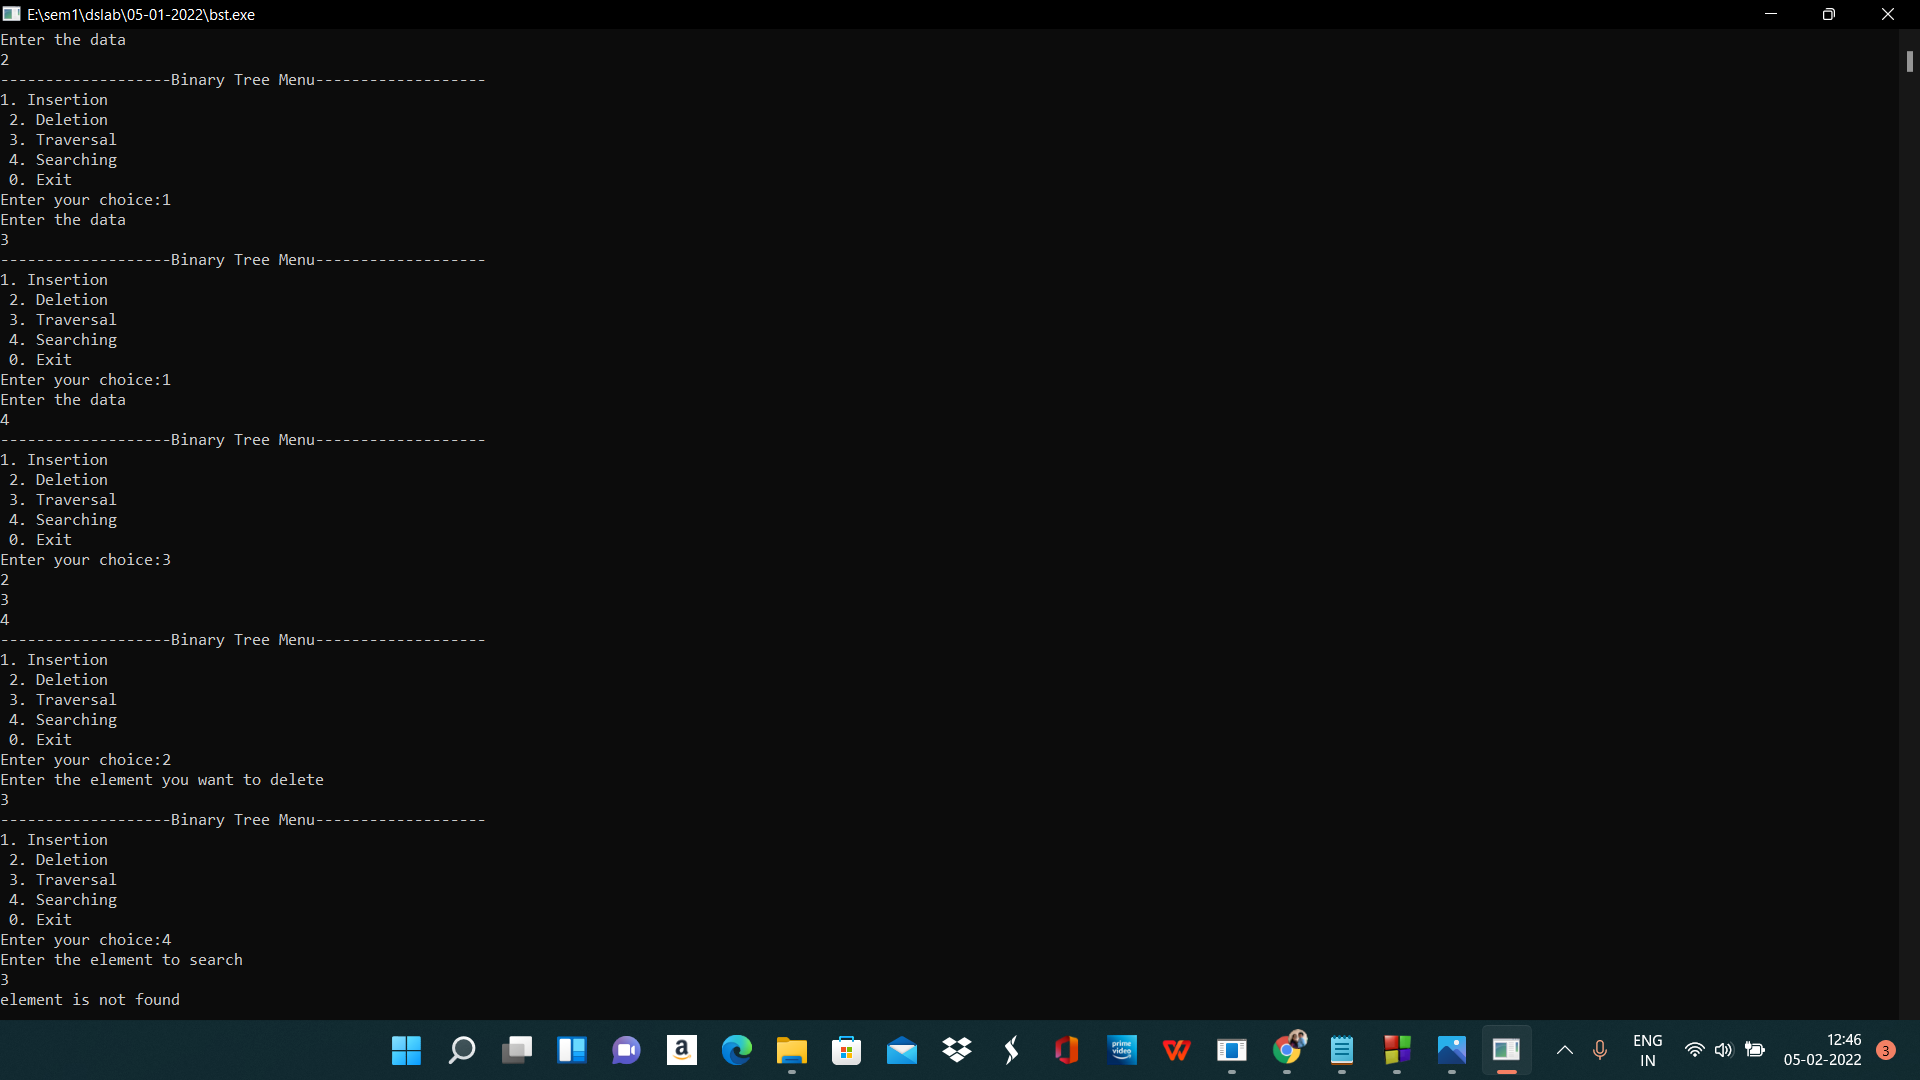 E:\sem1\dslab\05-01-2022\bst.exe
Enter the data
2
-------------------Binary Tree Menu-------------------
1. Insertion
 2. Deletion
 3. Traversal
 4. Searching
 0. Exit
Enter your choice:1
Enter the data
3
-------------------Binary Tree Menu-------------------
1. Insertion
 2. Deletion
 3. Traversal
 4. Searching
 0. Exit
Enter your choice:1
Enter the data
4
-------------------Binary Tree Menu-------------------
1. Insertion
 2. Deletion
 3. Traversal
 4. Searching
 0. Exit
Enter your choice:3
2
3
4
-------------------Binary Tree Menu-------------------
1. Insertion
 2. Deletion
 3. Traversal
 4. Searching
 0. Exit
Enter your choice:2
Enter the element you want to delete
3
-------------------Binary Tree Menu-------------------
1. Insertion
 2. Deletion
 3. Traversal
 4. Searching
 0. Exit
Enter your choice:4
Enter the element to search
3
element is not found
a
prime video
W
ENG
IN
12:46
05-02-2022
3